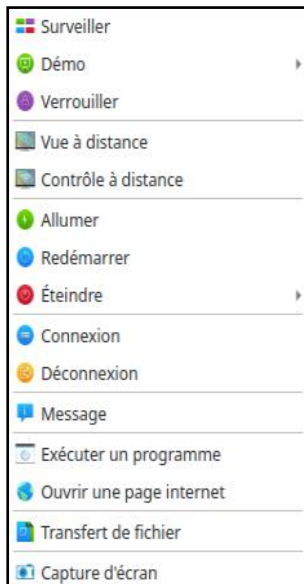 Surveiller
Démo
Verrouiller
Vue à distance
Contrôle à distance
Allumer
Redémarrer
Éteindre
Connexion
Déconnexion
Message
Exécuter un programme
Ouvrir une page internet
Transfert de fichier
Capture d'écran